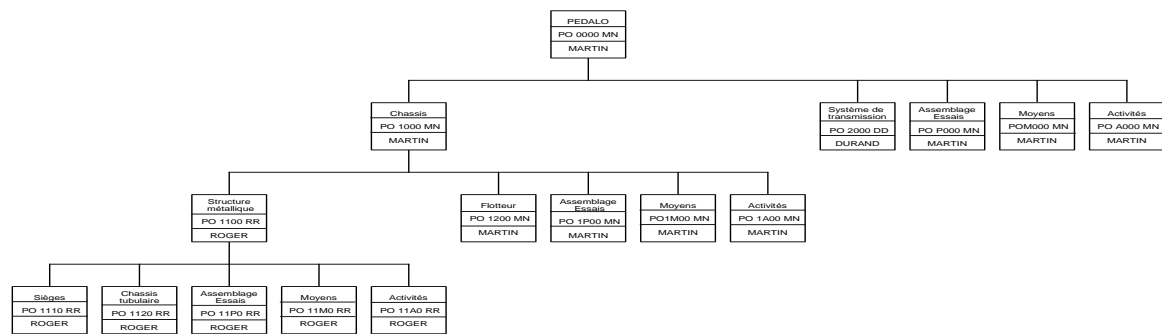 PEDALO
PO 0000 MN
MARTIN
Chassis
PO 1000 MN
MARTIN
Système de
transmission
PO 2000 DD
DURAND
Assemblage
Essais
PO P000 MN
MARTIN
Moyens
POM000 MN
MARTIN
Activités
PO A000 MN
MARTIN
Structure
métallique
PO 1100 RR
ROGER
Flotteur
PO 1200 MN
MARTIN
Assemblage
Essais
PO 1P00 MN
MARTIN
Moyens
PO1M00 MN
MARTIN
Activités
PO 1A00 MN
MARTIN
Sièges
PO 1110 RR
ROGER
Chassis
tubulaire
PO 1120 RR
ROGER
Assemblage
Essais
PO 11P0 RR
ROGER
Moyens
PO 11M0 RR
ROGER
Activités
PO 11A0 RR
ROGER